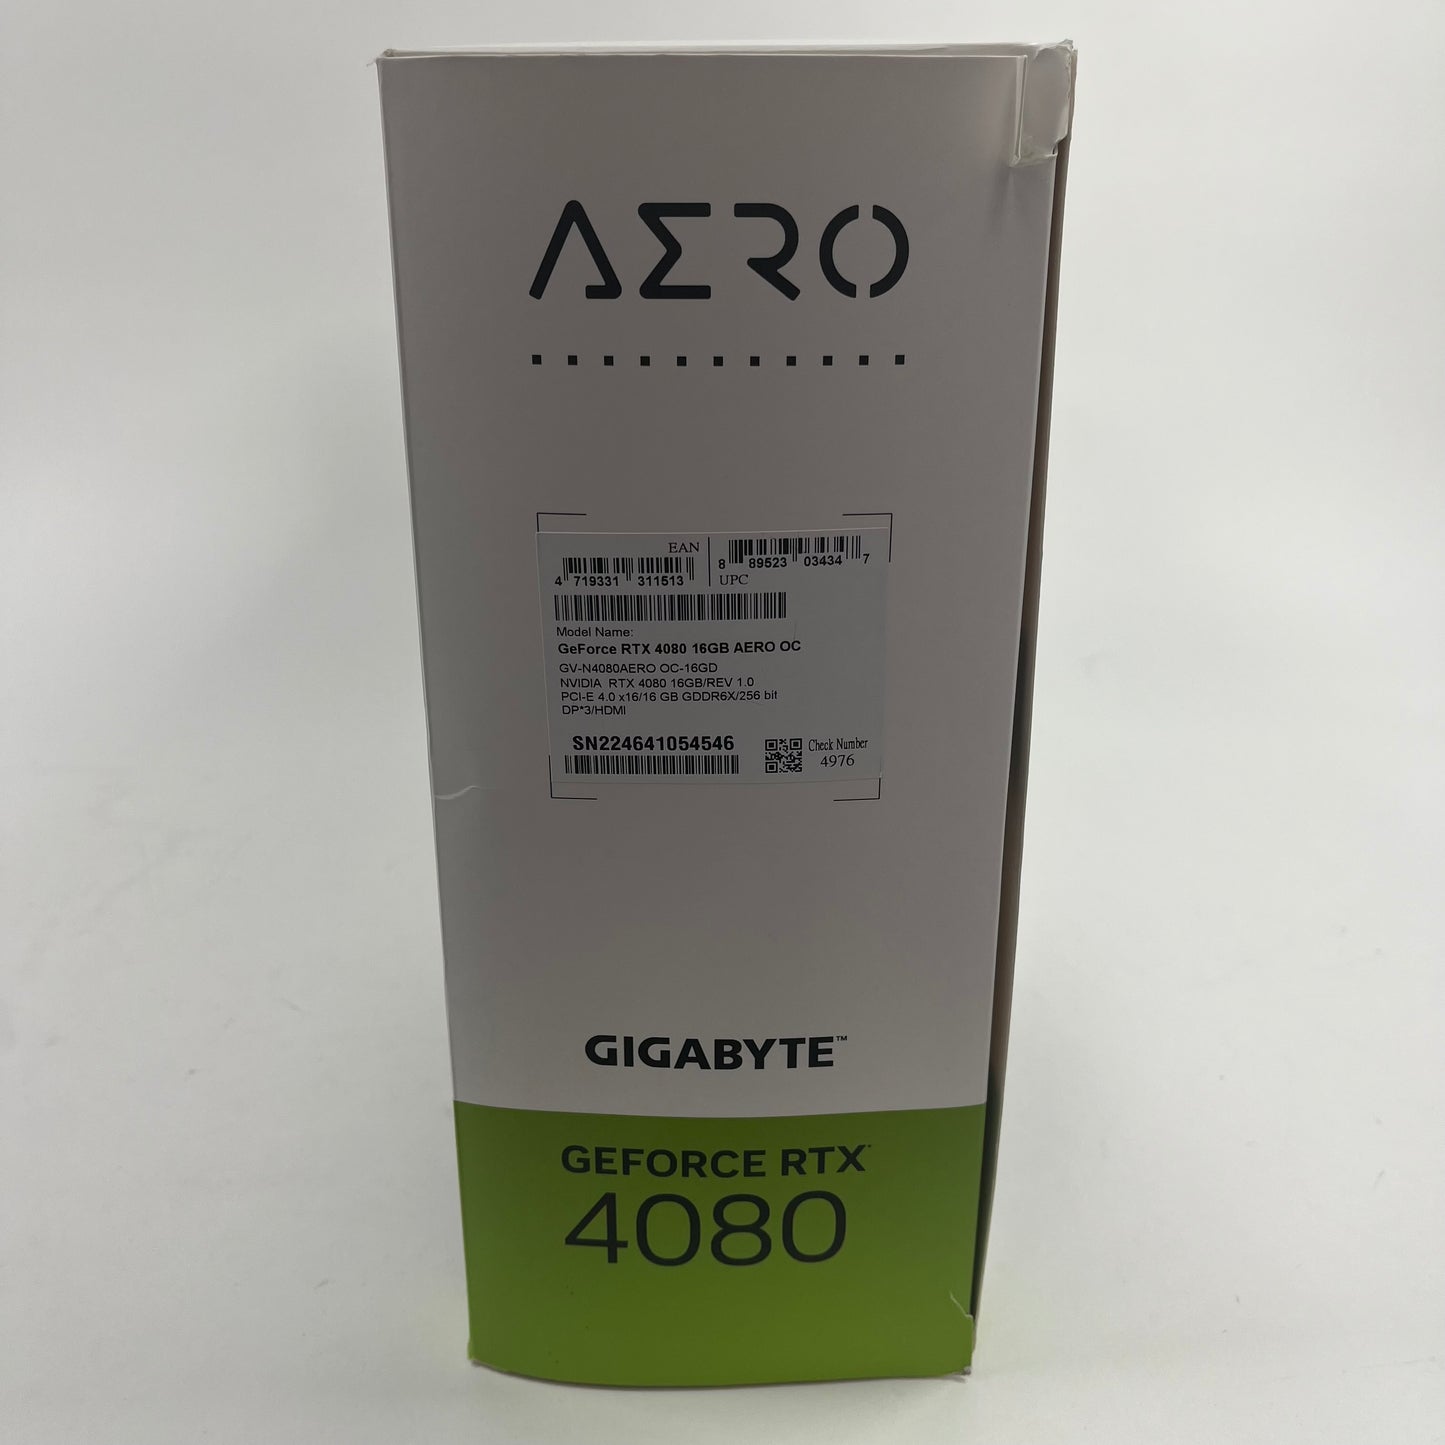 AERO
EAN
4 719331 311513
8 89523 03434 7
UPC
Model Name:
GeForce RTX 4080 16GB AERO OC
GV-N4080AERO OC-16GD
NVIDIA RTX 4080 16GB/REV 1.0
PCI-E 4.0 x16/16 GB GDDR6X/256 bit
DP*3/HDMI
SN224641054546
Check Number
4976
GIGABYTE™
GEFORCE RTX
4080